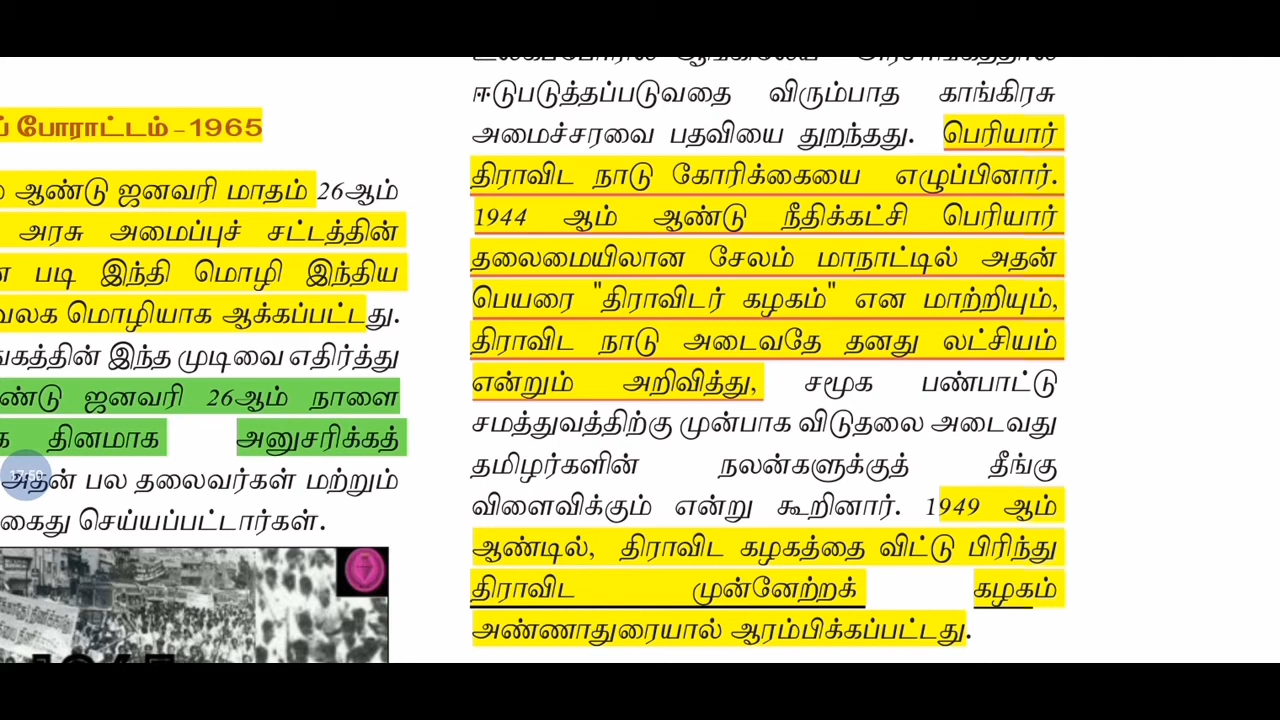 ப் போராட்டம் – 1965
ஆண்டு ஜனவரி மாதம் 26ஆம்
அரசு அமைப்புச் சட்டத்தின்
படி இந்தி மொழி இந்திய
வலக மொழியாக ஆக்கப்பட்டது.
ங்கத்தின் இந்த முடிவை எதிர்த்து
ண்டு ஜனவரி 26ஆம் நாளை
க தினமாக அனுசரிக்கத்
அதன் பல தலைவர்கள் மற்றும்
கைது செய்யப்பட்டார்கள்.
ஈடுபடுத்தப்படுவதை விரும்பாத காங்கிரசு
அமைச்சரவை பதவியை துறந்தது. பெரியார்
திராவிட நாடு கோரிக்கையை எழுப்பினார்.
1944 ஆம் ஆண்டு நீதிக்கட்சி பெரியார்
தலைமையிலான சேலம் மாநாட்டில் அதன்
பெயரை "திராவிடர் கழகம்" என மாற்றியும்,
திராவிட நாடு அடைவதே தனது லட்சியம்
என்றும் அறிவித்து, சமூக பண்பாட்டு
சமத்துவத்திற்கு முன்பாக விடுதலை அடைவது
தமிழர்களின் நலன்களுக்குத் தீங்கு
விளைவிக்கும் என்று கூறினார். 1949 ஆம்
ஆண்டில், திராவிட கழகத்தை விட்டு பிரிந்து
திராவிட முன்னேற்றக் கழகம்
அண்ணாதுரையால் ஆரம்பிக்கப்பட்டது.